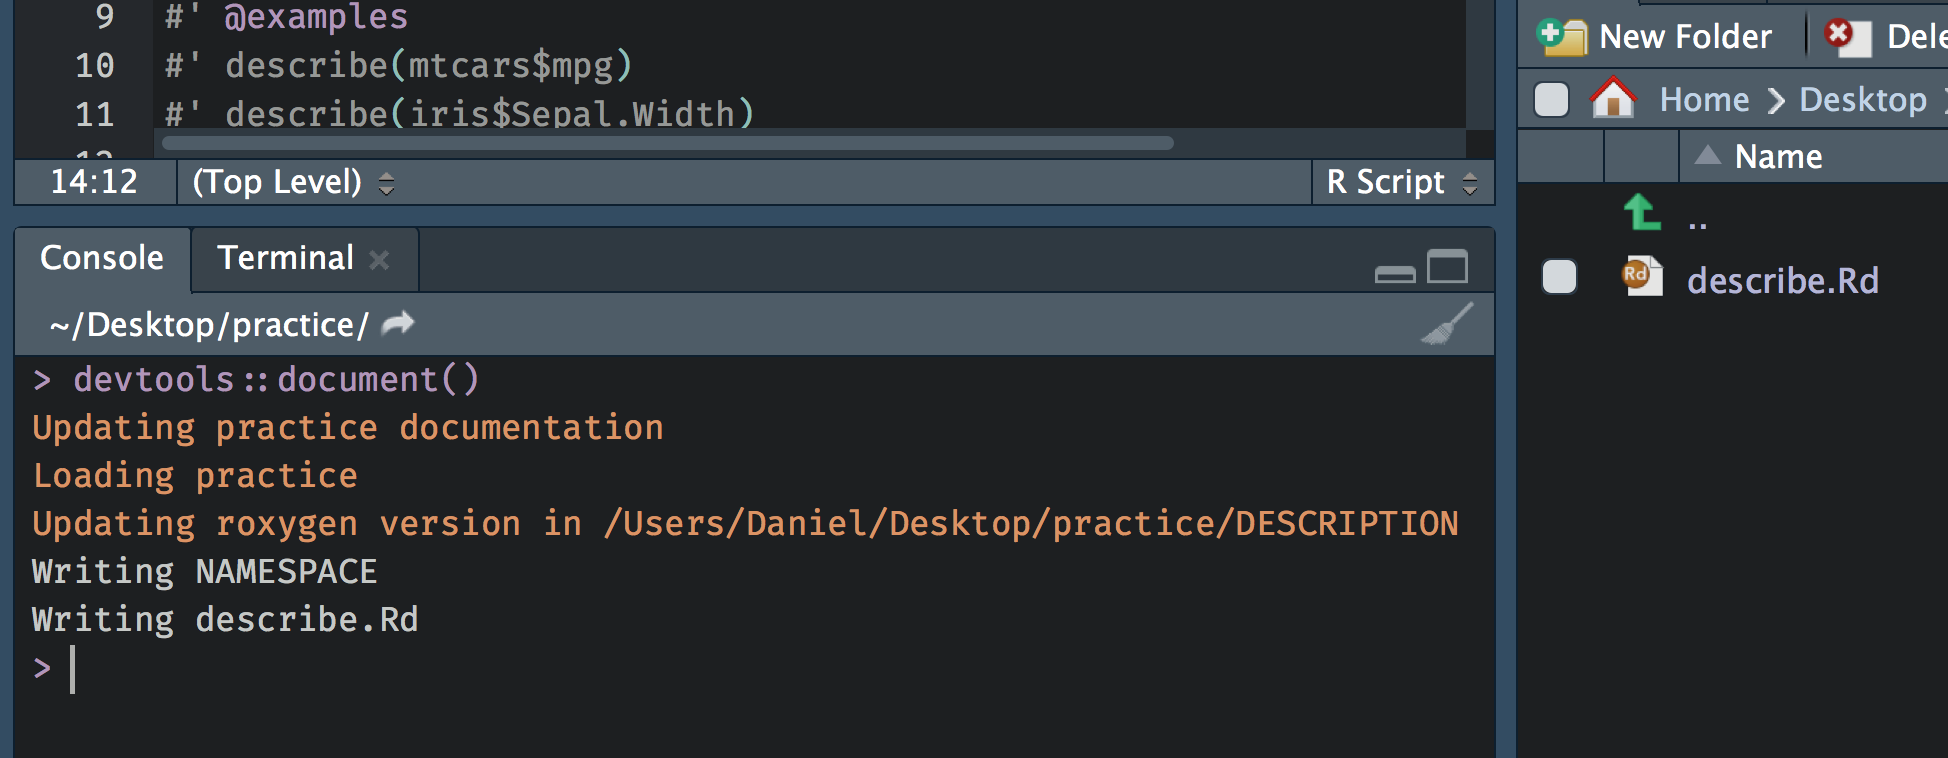 9 #' @examples
10 #' describe(mtcars$mpg)
11 #' describe(iris$Sepal.Width)
14:12 (Top Level) R Script
Console Terminal
~/Desktop/practice/
> devtools::document()
Updating practice documentation
Loading practice
Updating roxygen version in /Users/Daniel/Desktop/practice/DESCRIPTION
Writing NAMESPACE
Writing describe.Rd
>
New Folder
Home Desktop
Name
..
Rd describe.Rd